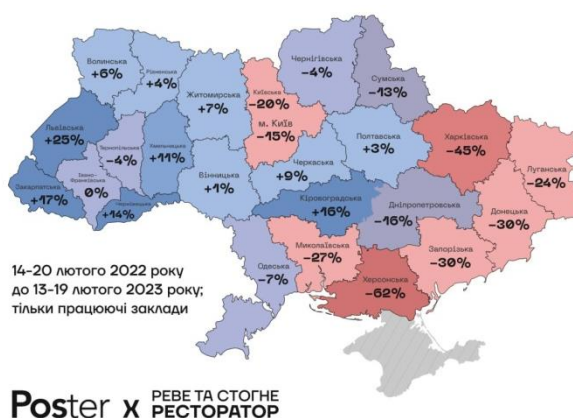 Волинська
+6%
Рівненська
+4%
Житомирська
+7%
Київська
-20%
м. Київ
-15%
Чернігівська
-4%
Сумська
-13%
Львівська
+25%
Тернопільська
-4%
Хмельницька
+11%
Вінницька
+1%
Черкаська
+9%
Полтавська
+3%
Харківська
-45%
Луганська
-24%
Закарпатська
+17%
Івано-
Франківська
0%
Чернівецька
+14%
Кіровоградська
+16%
Дніпропетровська
-16%
Донецька
-30%
Одеська
-7%
Миколаївська
-27%
Запорізька
-30%
Херсонська
-62%
14-20 лютого 2022 року
до 13-19 лютого 2023 року;
тільки працюючі заклади
Poster x РЕВЕ ТА СТОГНЕ
РЕСТОРАТОР